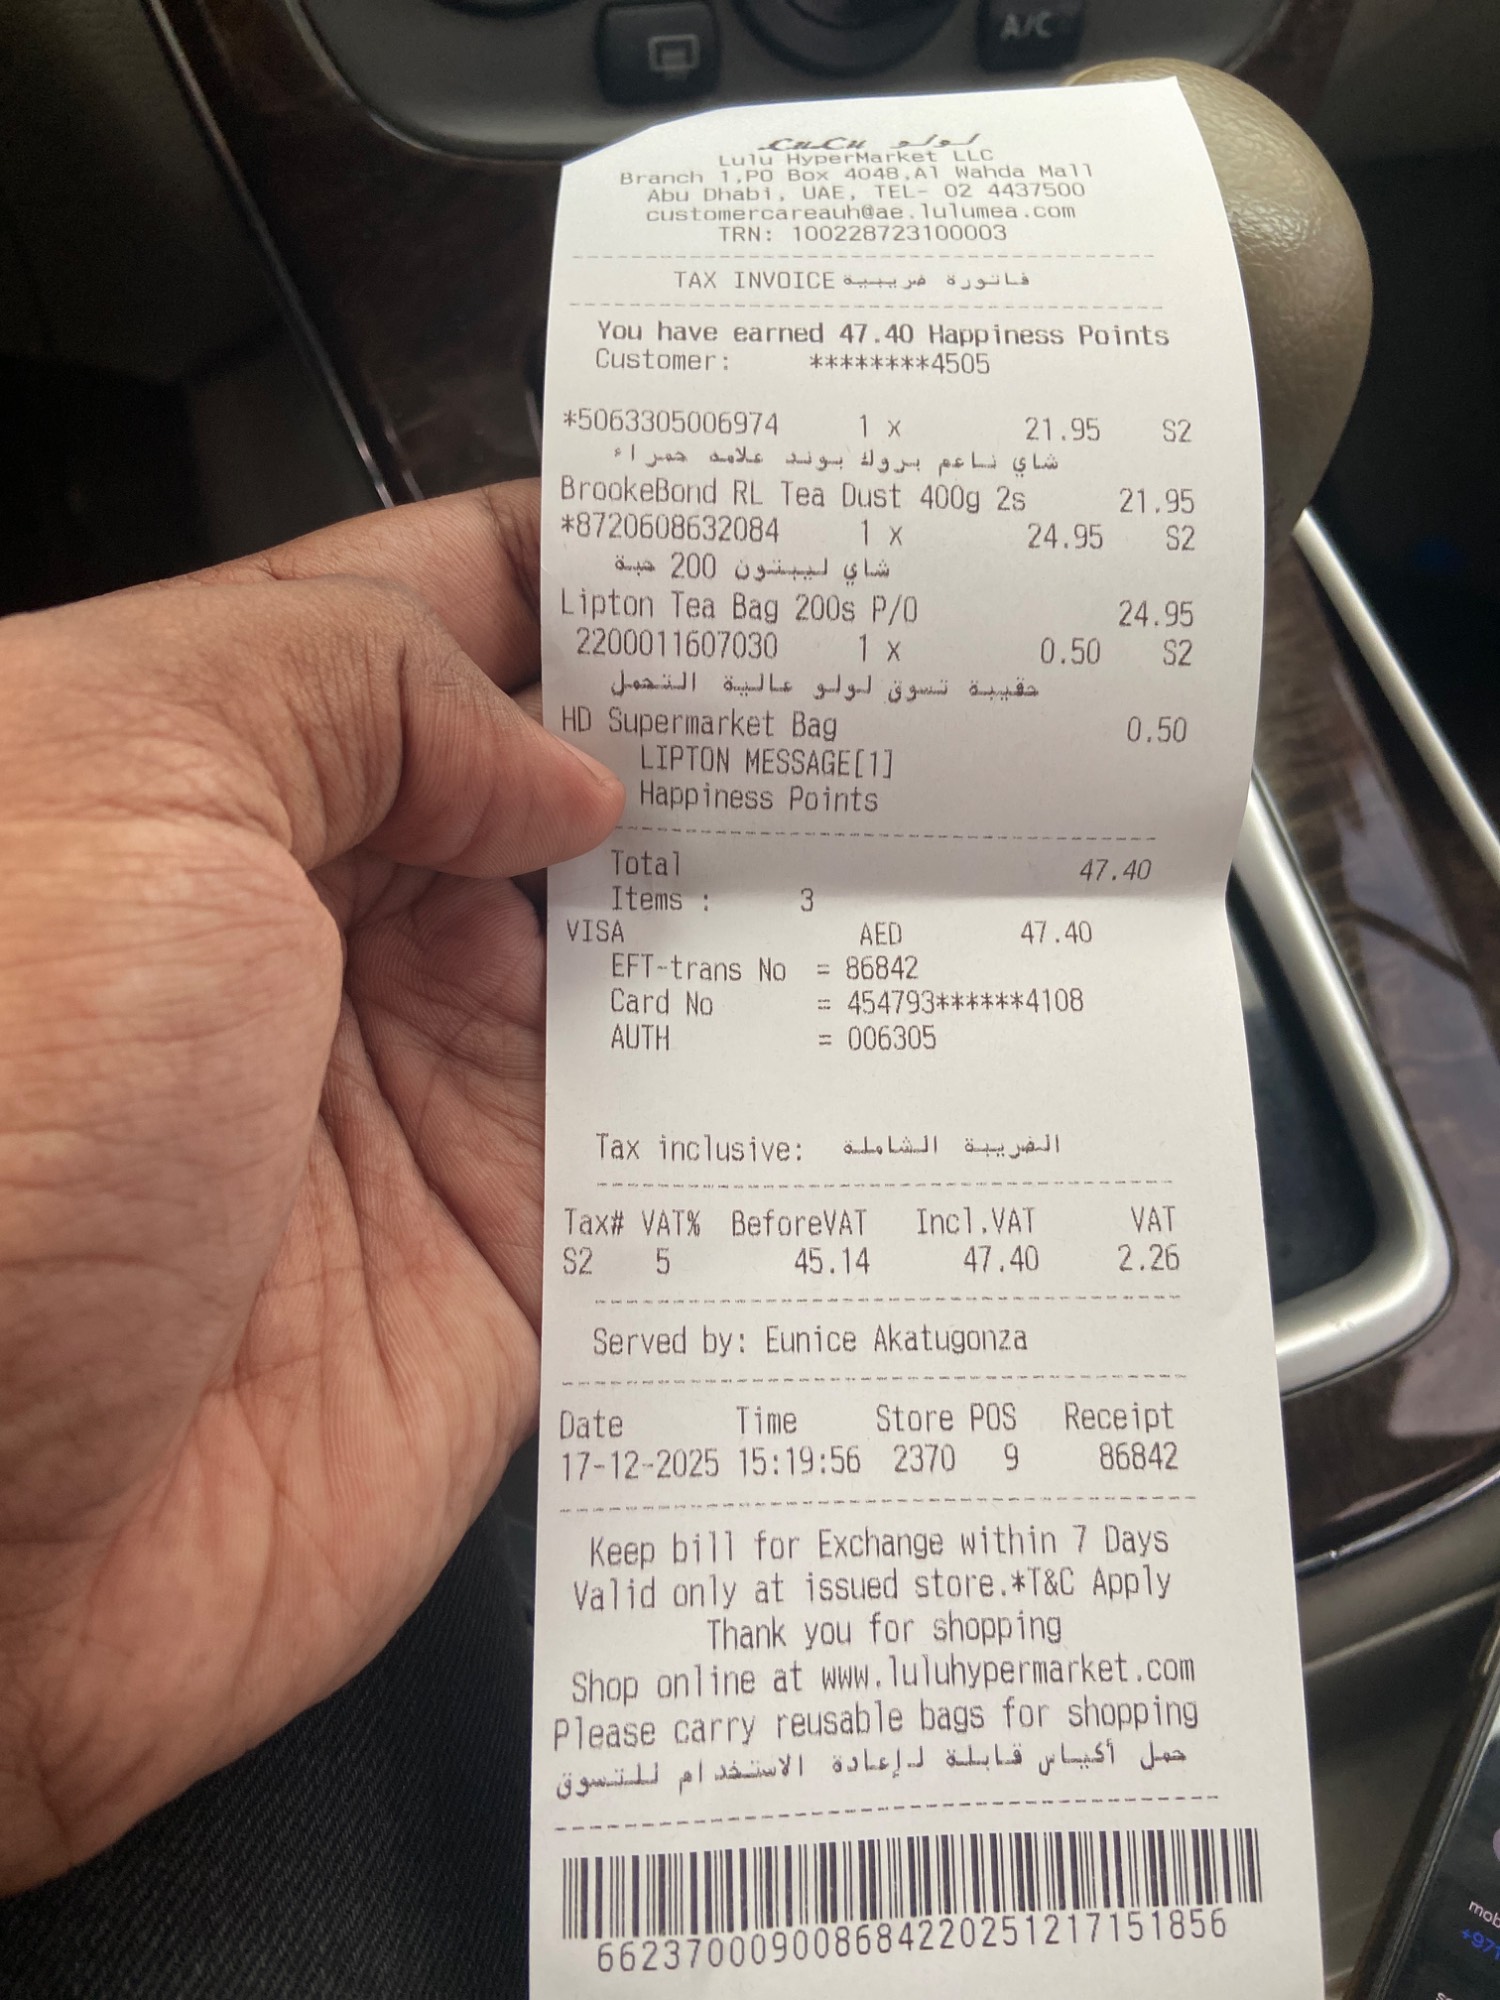 A/C
LuLu لولو
Lulu HyperMarket LLC
Branch 1,PO Box 4048,Al Wahda Mall
Abu Dhabi, UAE, TEL- 02 4437500
customercareauh@ae.lulumea.com
TRN: 100228723100003
TAX INVOICE فاتورة ضريبية
You have earned 47.40 Happiness Points
Customer: ********4505
*5063305006974 1 x 21.95 S2
شاي ناعم بروك بوند علامه حمراء
BrookeBond RL Tea Dust 400g 2s 21.95
*8720608632084 1 x 24.95 S2
شاي ليبتون 200 حبة
Lipton Tea Bag 200s P/O 24.95
2200011607030 1 x 0.50 S2
حقيبة تسوق لولو عالية التحمل
HD Supermarket Bag 0.50
LIPTON MESSAGE[1]
Happiness Points
Total 47.40
Items : 3
VISA AED 47.40
EFT-trans No = 86842
Card No = 454793******4108
AUTH = 006305
Tax inclusive: الضريبة الشاملة
Tax# VAT% BeforeVAT Incl.VAT VAT
S2 5 45.14 47.40 2.26
Served by: Eunice Akatugonza
Date Time Store POS Receipt
17-12-2025 15:19:56 2370 9 86842
Keep bill for Exchange within 7 Days
Valid only at issued store.*T&C Apply
Thank you for shopping
Shop online at www.luluhypermarket.com
Please carry reusable bags for shopping
حمل أكياس قابلة لإعادة الاستخدام للتسوق
6623700090086842202512171518​56
mob
+971